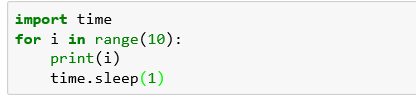 import time
for i in range(10):
    print(i)
    time.sleep(1)